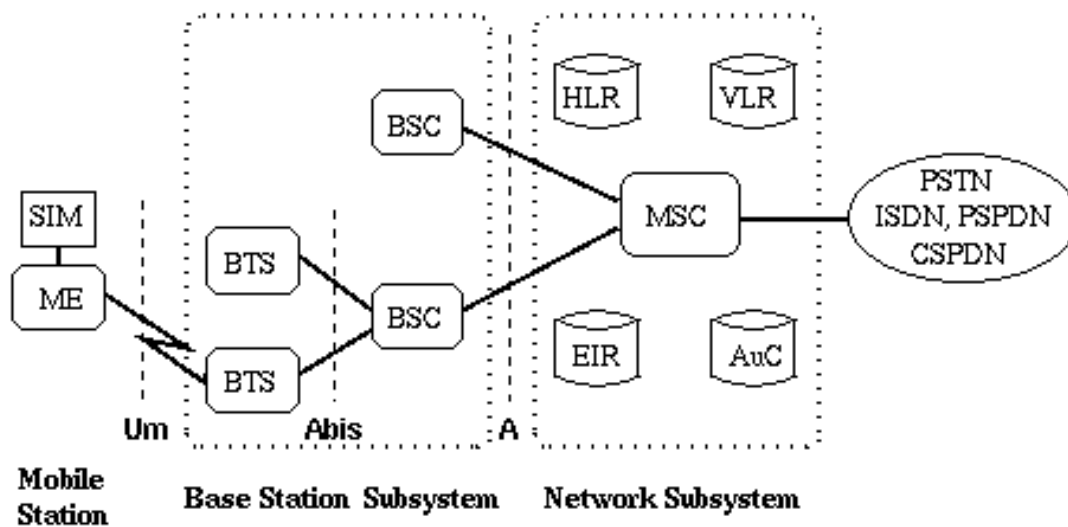 HLR
VLR
BSC
SIM
ME
BTS
BSC
MSC
PSTN
ISDN, PSPDN
CSPDN
BTS
EIR
AuC
Um
Abis
A
Mobile
Station
Base Station Subsystem
Network Subsystem